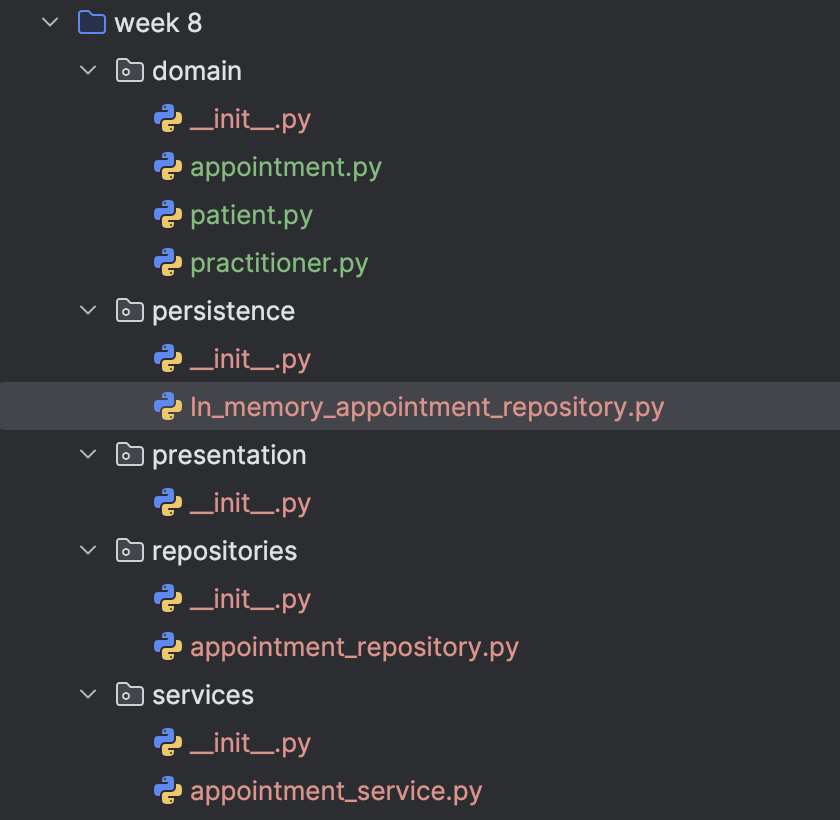 week 8
domain
__init__.py
appointment.py
patient.py
practitioner.py
persistence
__init__.py
In_memory_appointment_repository.py
presentation
__init__.py
repositories
__init__.py
appointment_repository.py
services
__init__.py
appointment_service.py